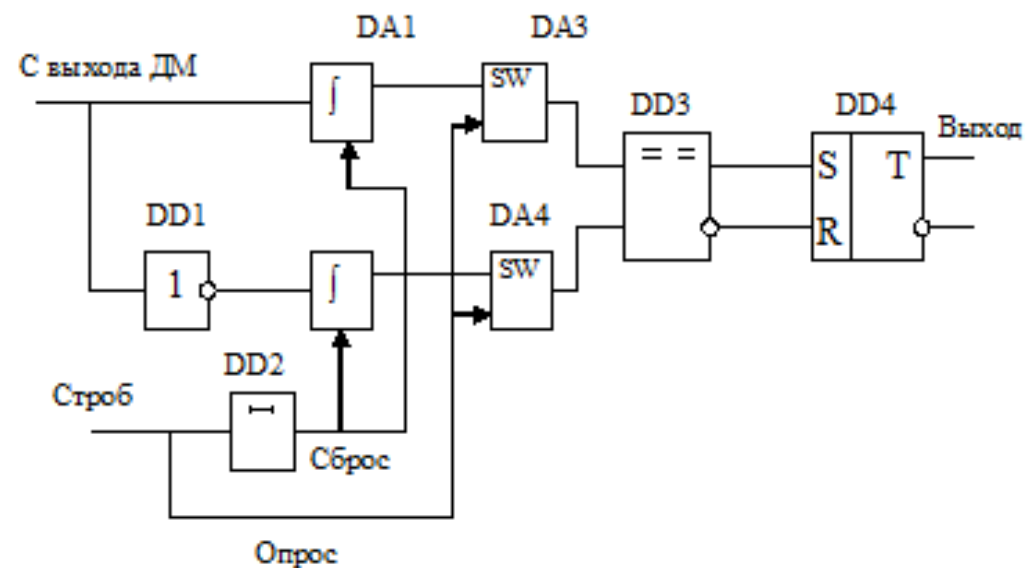 DA1
DA3
С выхода ДМ
∫
SW
DD3
DD4
Выход
= =
S
T
R
DD1
DA4
1
∫
SW
DD2
Строб
Сброс
Опрос